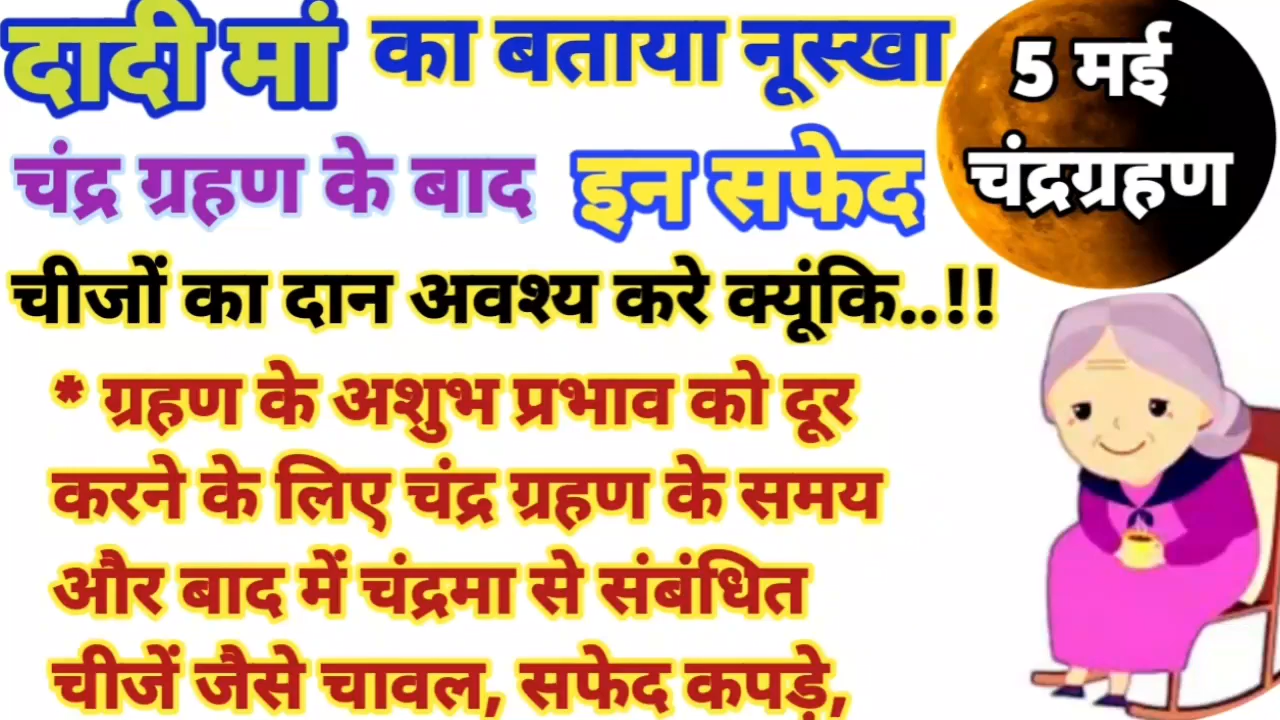 दादी मां का बताया नूस्खा
5 मई
चंद्रग्रहण
चंद्र ग्रहण के बाद इन सफेद
चीजों का दान अवश्य करे क्यूंकि..!!
* ग्रहण के अशुभ प्रभाव को दूर
करने के लिए चंद्र ग्रहण के समय
और बाद में चंद्रमा से संबंधित
चीजें जैसे चावल, सफेद कपड़े,